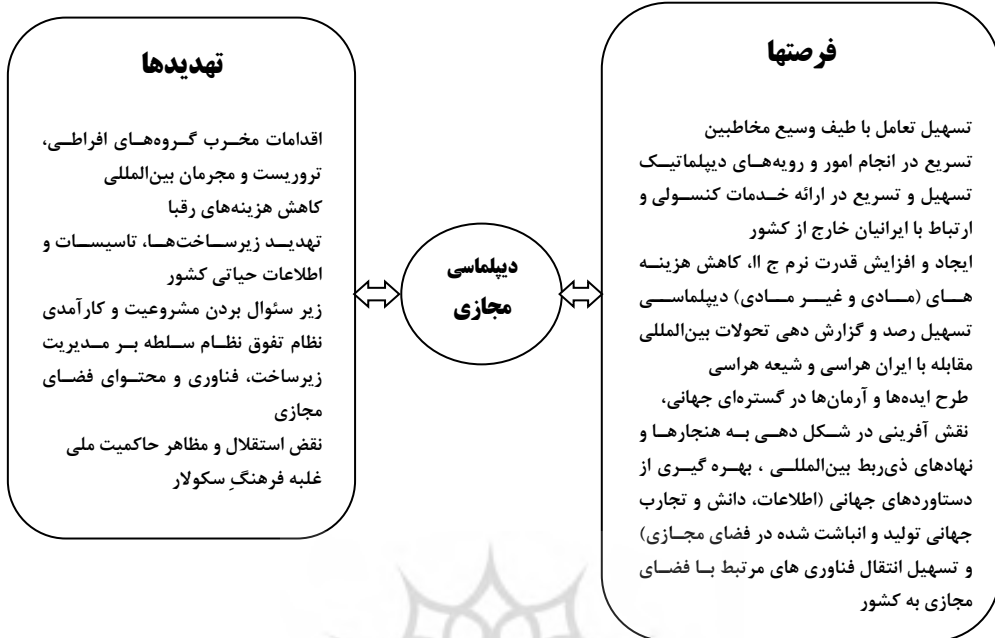 فرصتها
تسهیل تعامل با طیف وسیع مخاطبین
تسریع در انجام امور و رویه‌های دیپلماتیک
تسهیل و تسریع در ارائه خدمات کنسولی و
ارتباط با ایرانیان خارج از کشور
ایجاد و افزایش قدرت نرم ج اا، کاهش هزینه
های (مادی و غیر مادی) دیپلماسی
تسهیل رصد و گزارش دهی تحولات بین‌المللی
مقابله با ایران هراسی و شیعه هراسی
طرح ایده‌ها و آرمان‌ها در گستره‌ای جهانی،
نقش آفرینی در شکل دهی به هنجارها و
نهادهای ذی‌ربط بین‌المللی ، بهره گیری از
دستاوردهای جهانی (اطلاعات، دانش و تجارب
جهانی تولید و انباشت شده در فضای مجازی)
و تسهیل انتقال فناوری های مرتبط با فضای
مجازی به کشور
دیپلماسی
مجازی
تهدیدها
اقدامات مخرب گروه‌های افراطی،
تروریست و مجرمان بین‌المللی
کاهش هزینه‌های رقبا
تهدید زیرساخت‌ها، تاسیسات و
اطلاعات حیاتی کشور
زیر سئوال بردن مشروعیت و کارآمدی
نظام تفوق نظام سلطه بر مدیریت
زیرساخت، فناوری و محتوای فضای
مجازی
نقض استقلال و مظاهر حاکمیت ملی
غلبه فرهنگِ سکولار